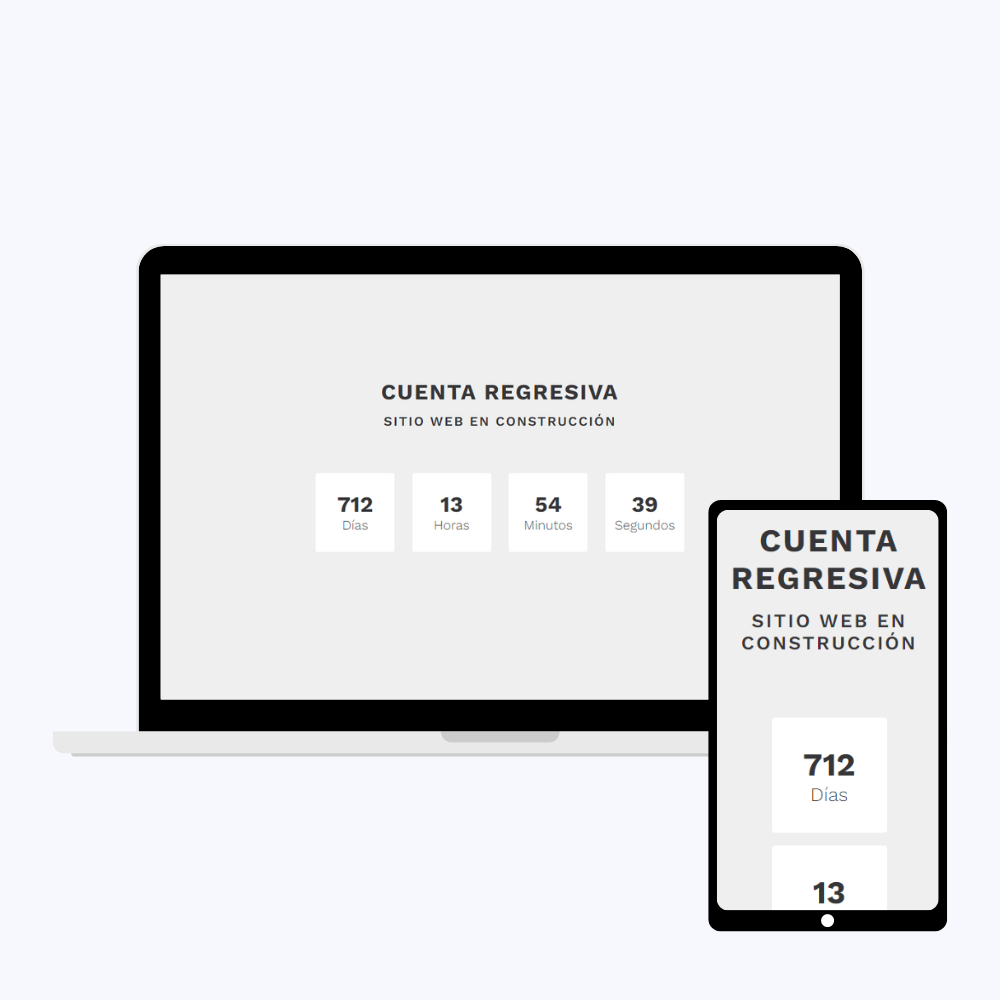 CUENTA REGRESIVA
SITIO WEB EN CONSTRUCCIÓN
712 13 54 39
Días Horas Minutos Segundos
CUENTA
REGRESIVA
SITIO WEB EN
CONSTRUCCIÓN
712
Días
13